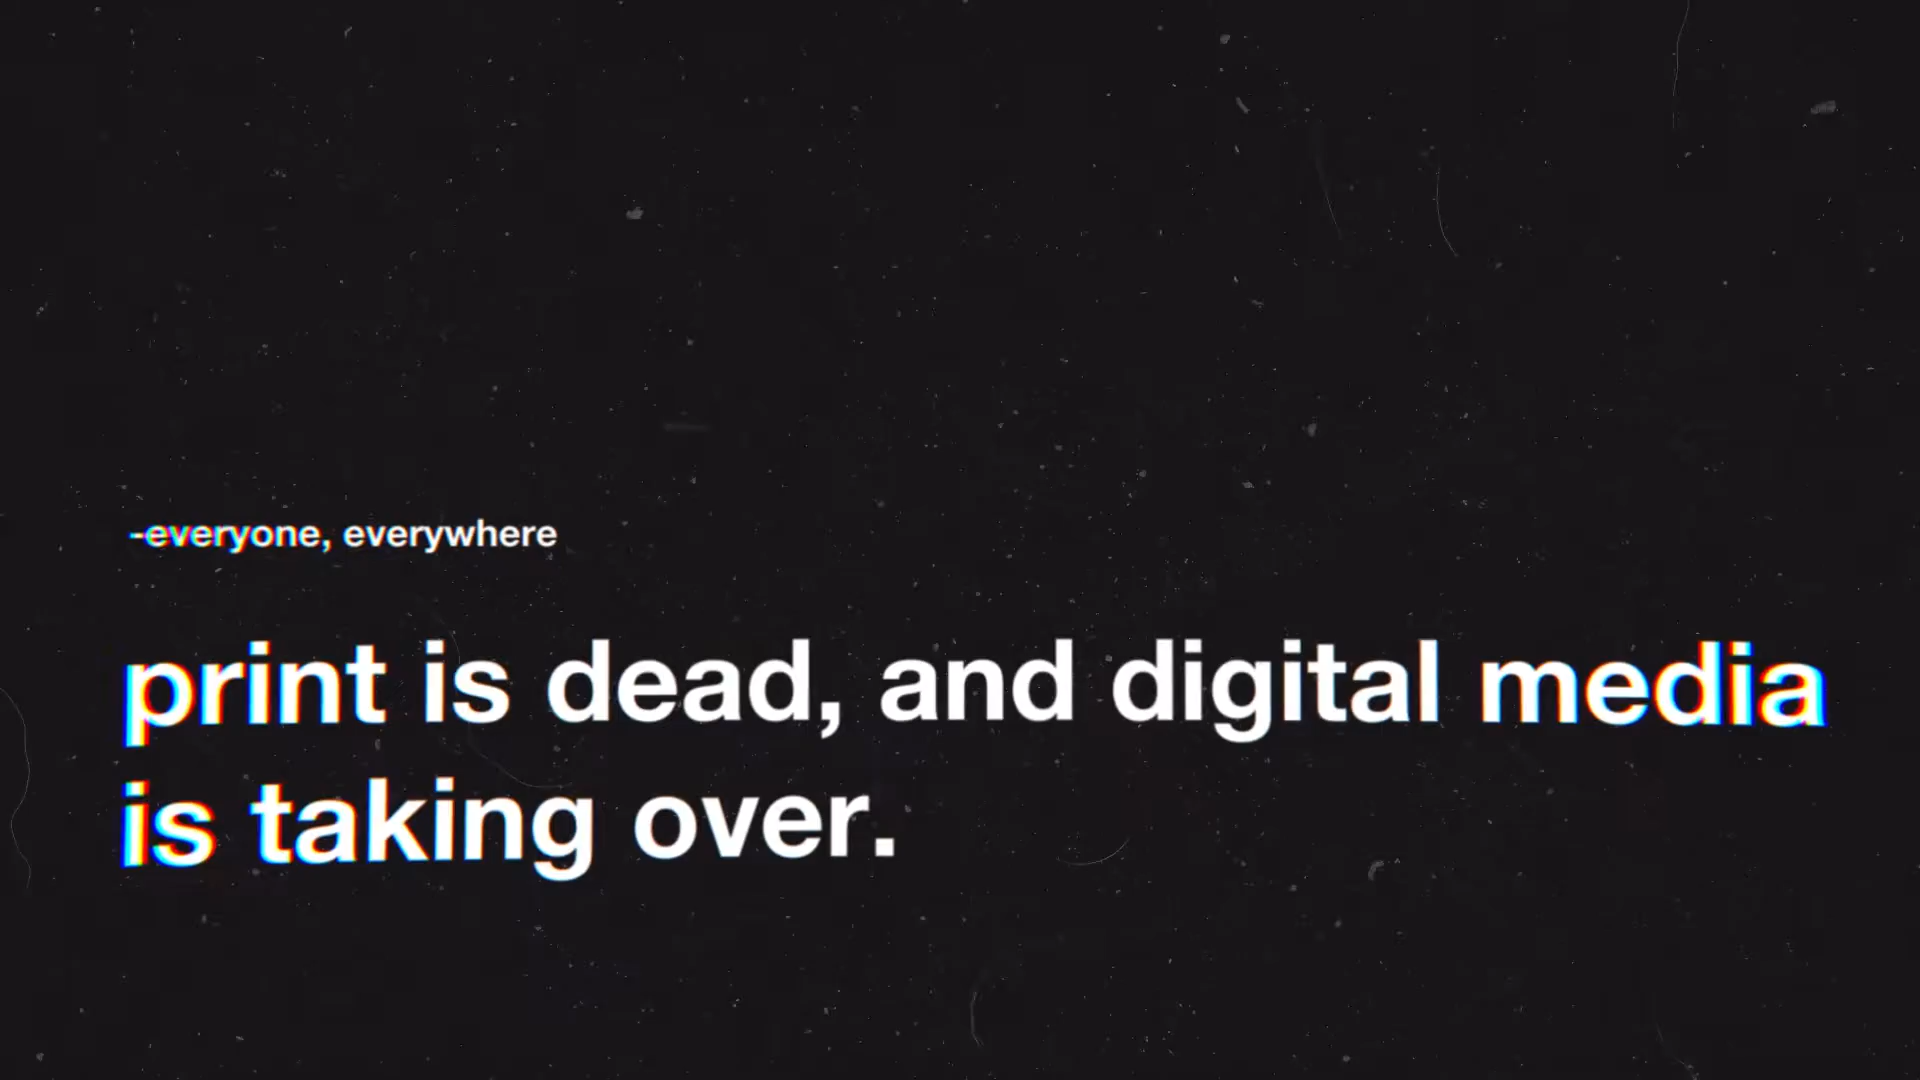 -everyone, everywhere
print is dead, and digital media
is taking over.